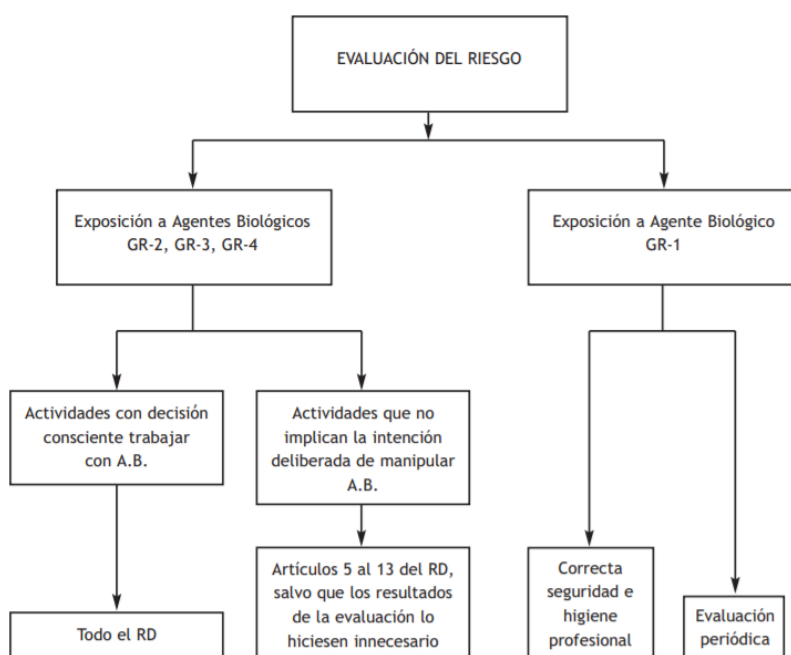 EVALUACIÓN DEL RIESGO
Exposición a Agentes Biológicos
GR-2, GR-3, GR-4
Exposición a Agente Biológico
GR-1
Actividades con decisión
consciente trabajar
con A.B.
Actividades que no
implican la intención
deliberada de manipular
A.B.
Todo el RD
Artículos 5 al 13 del RD,
salvo que los resultados
de la evaluación lo
hiciesen innecesario
Correcta
seguridad e
higiene
profesional
Evaluación
periódica